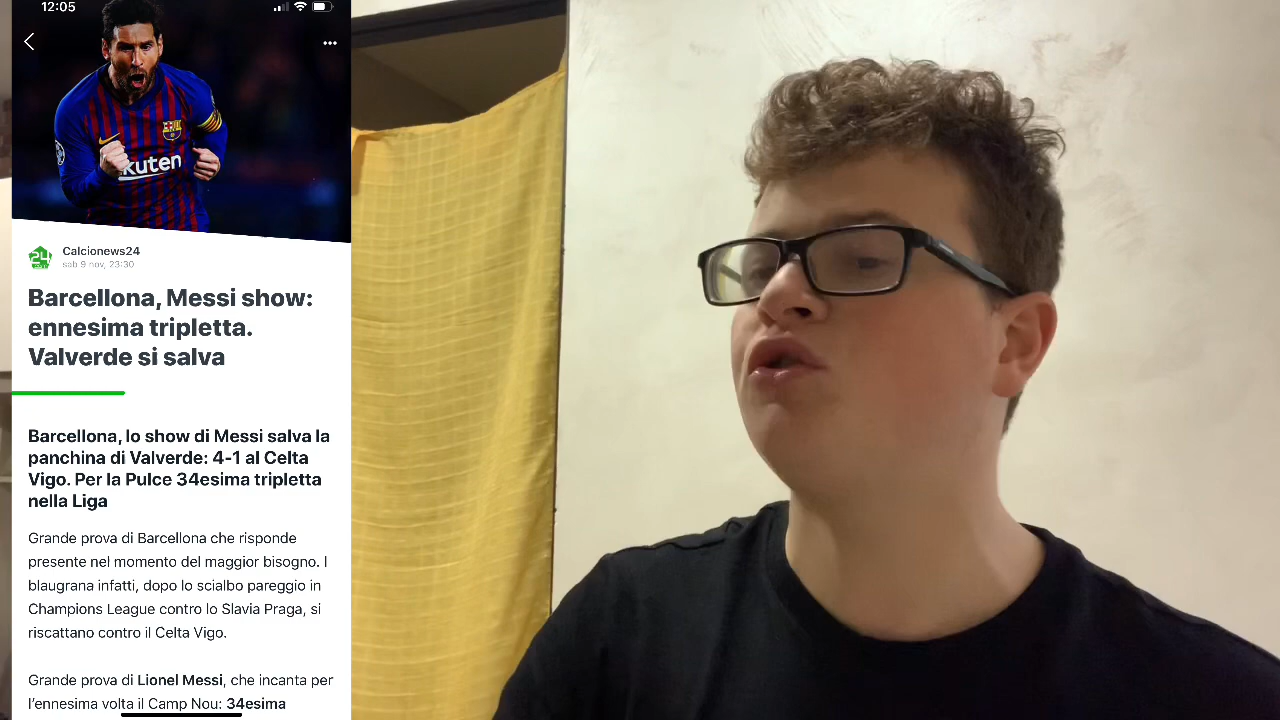 12:05
Rakuten
24
Calcionews24
sab 9 nov, 23:30
Barcellona, Messi show:
ennesima tripletta.
Valverde si salva
Barcellona, lo show di Messi salva la
panchina di Valverde: 4-1 al Celta
Vigo. Per la Pulce 34esima tripletta
nella Liga
Grande prova di Barcellona che risponde
presente nel momento del maggior bisogno. I
blaugrana infatti, dopo lo scialbo pareggio in
Champions League contro lo Slavia Praga, si
riscattano contro il Celta Vigo.
Grande prova di Lionel Messi, che incanta per
l'ennesima volta il Camp Nou: 34esima